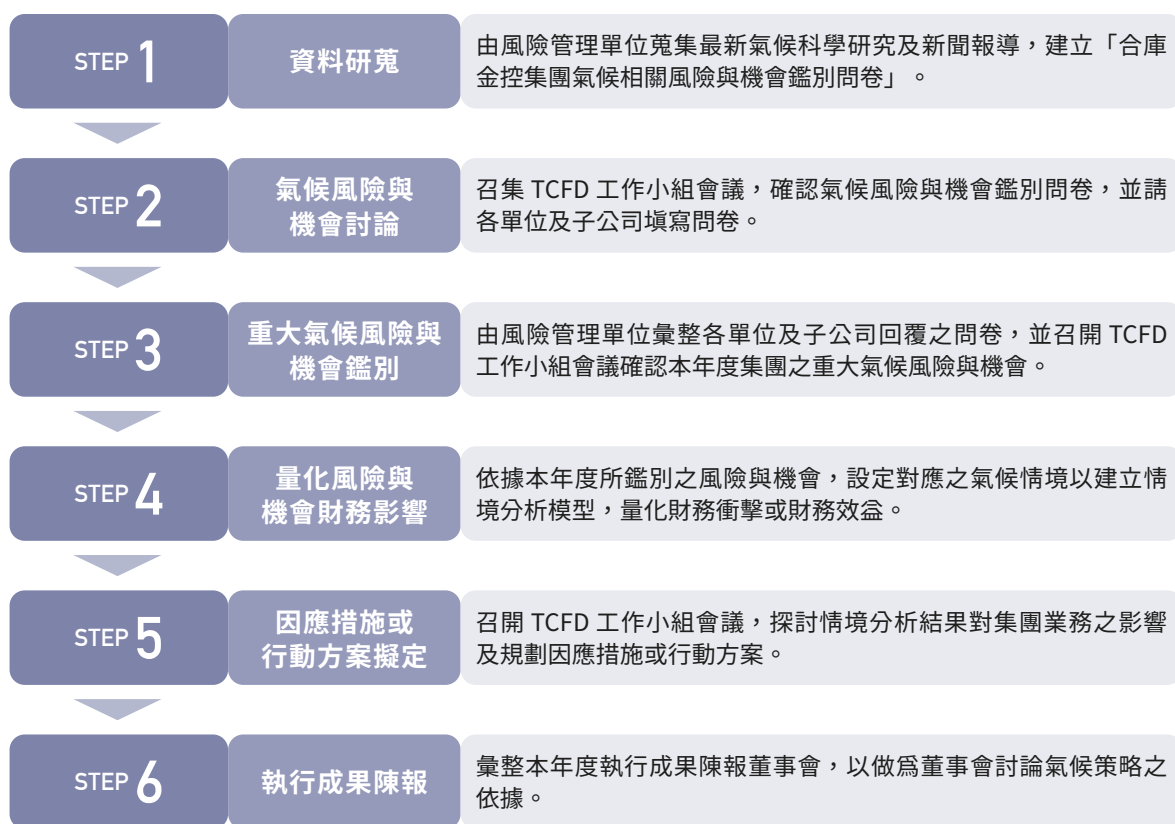 STEP 1
資料研蒐
由風險管理單位蒐集最新氣候科學研究及新聞報導，建立「合庫
金控集團氣候相關風險與機會鑑別問卷」。
STEP 2
氣候風險與
機會討論
召集 TCFD 工作小組會議，確認氣候風險與機會鑑別問卷，並請
各單位及子公司塡寫問卷。
STEP 3
重大氣候風險與
機會鑑別
由風險管理單位彙整各單位及子公司回覆之問卷，並召開 TCFD
工作小組會議確認本年度集團之重大氣候風險與機會。
STEP 4
量化風險與
機會財務影響
依據本年度所鑑別之風險與機會，設定對應之氣候情境以建立情
境分析模型，量化財務衝擊或財務效益。
STEP 5
因應措施或
行動方案擬定
召開 TCFD 工作小組會議，探討情境分析結果對集團業務之影響
及規劃因應措施或行動方案。
STEP 6
執行成果陳報
彙整本年度執行成果陳報董事會，以做爲董事會討論氣候策略之
依據。